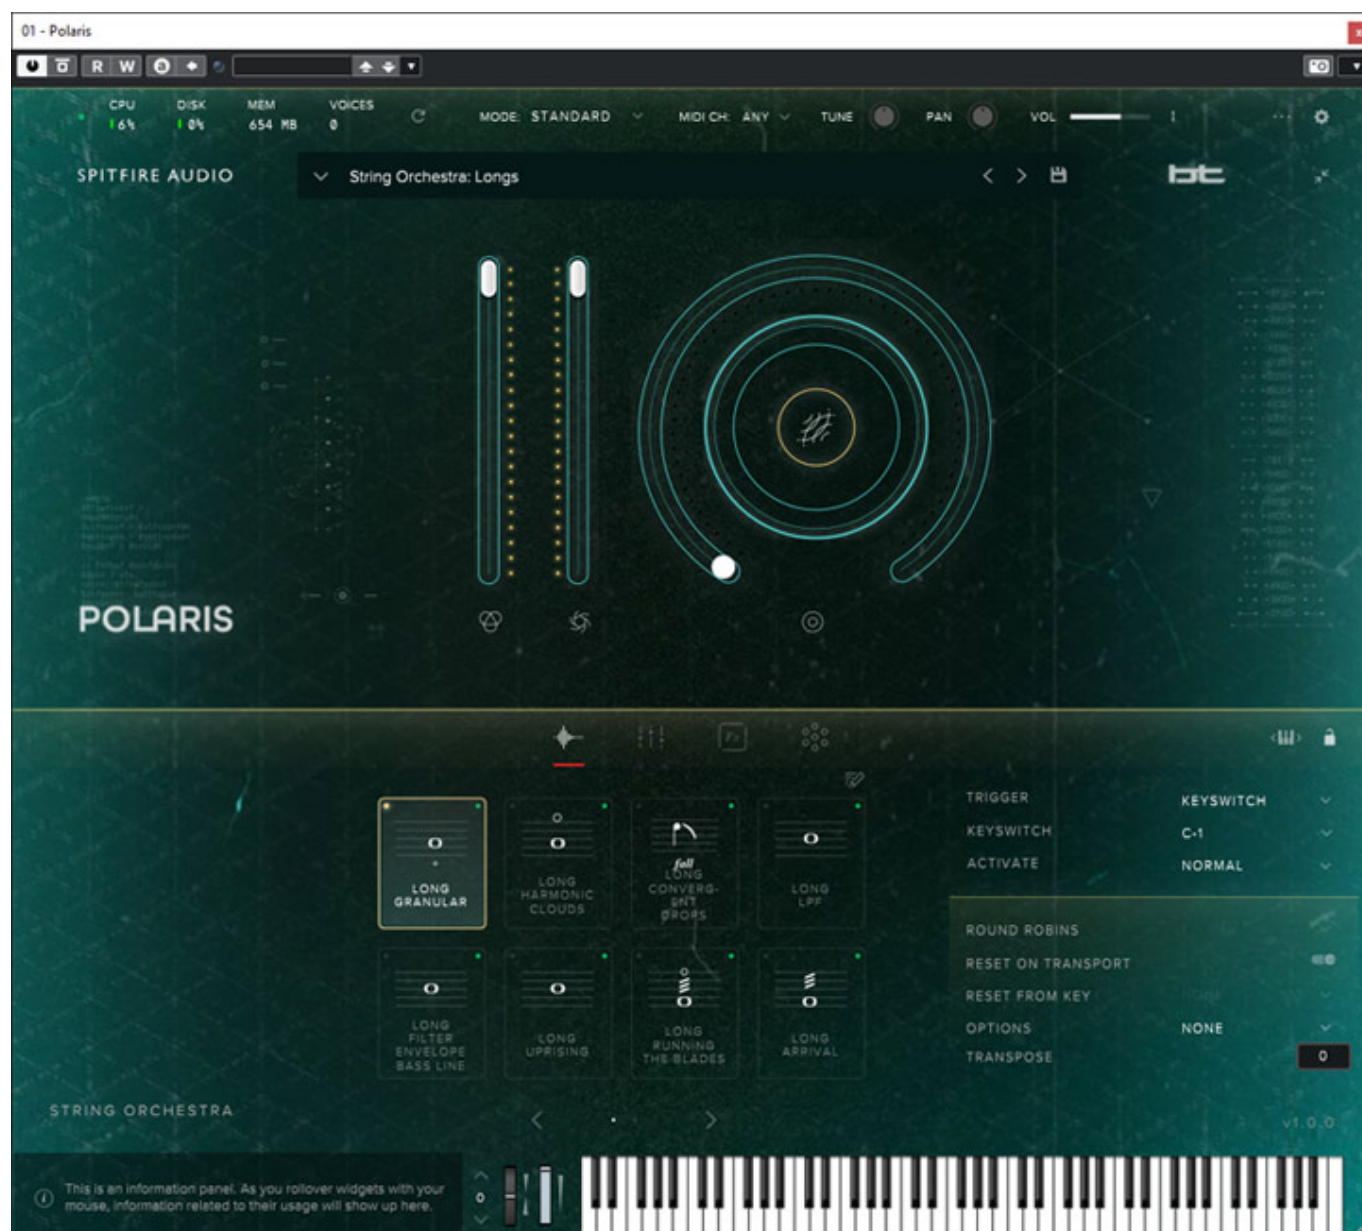 01 - Polaris
R W
CPU DISK MEM VOICES
6% 0% 654 MB 0
MODE: STANDARD MIDI CH: ANY TUNE PAN VOL
SPITFIRE AUDIO
String Orchestra: Longs
bt
POLARIS
Fx
TRIGGER KEYSWITCH
KEYSWITCH C-1
ACTIVATE NORMAL
LONG
GRANULAR
LONG
HARMONIC
CLOUDS
fall
LONG
CONVERG-
ENT
DROPS
LONG
LPF
ROUND ROBINS
RESET ON TRANSPORT
RESET FROM KEY
OPTIONS NONE
TRANSPOSE 0
LONG
FILTER
ENVELOPE
BASS LINE
LONG
UPRISING
LONG
RUNNING
THE BLADES
LONG
ARRIVAL
STRING ORCHESTRA
v1.0.0
This is an information panel. As you rollover widgets with your
mouse, information related to their usage will show up here.
0